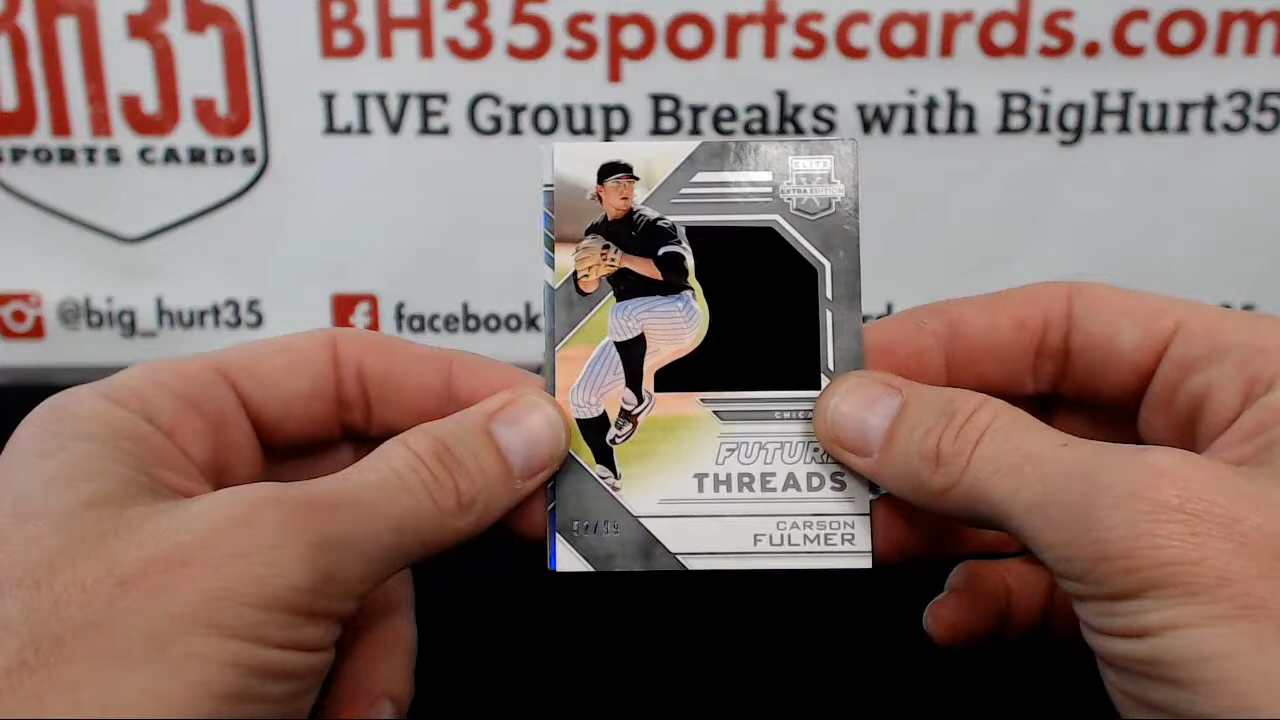 BH35
SPORTS CARDS
BH35sportscards.com
LIVE Group Breaks with BigHurt35
@big_hurt35
facebook
ELITE
EXTRA EDITION
FUTURE
THREADS
CARSON
FULMER